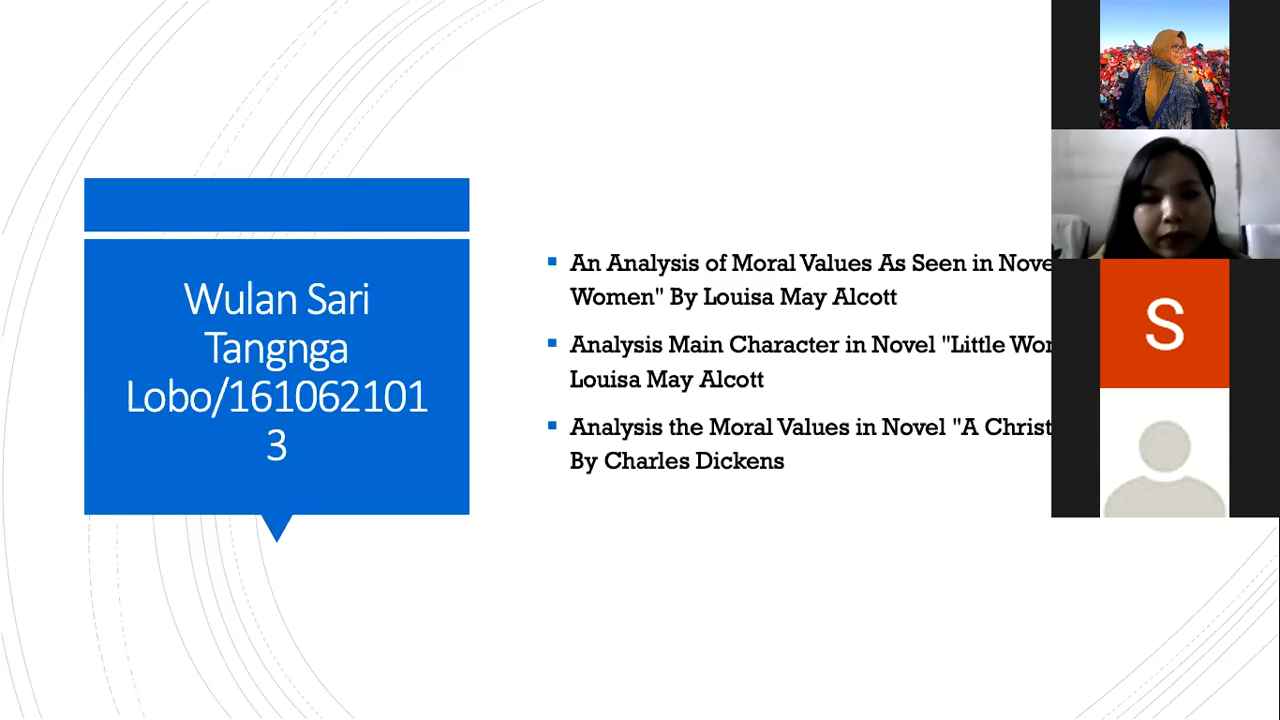 Wulan Sari
Tangnga
Lobo/161062101
3
An Analysis of Moral Values As Seen in Nove
Women" By Louisa May Alcott
Analysis Main Character in Novel "Little Wor
Louisa May Alcott
Analysis the Moral Values in Novel "A Christ
By Charles Dickens
S